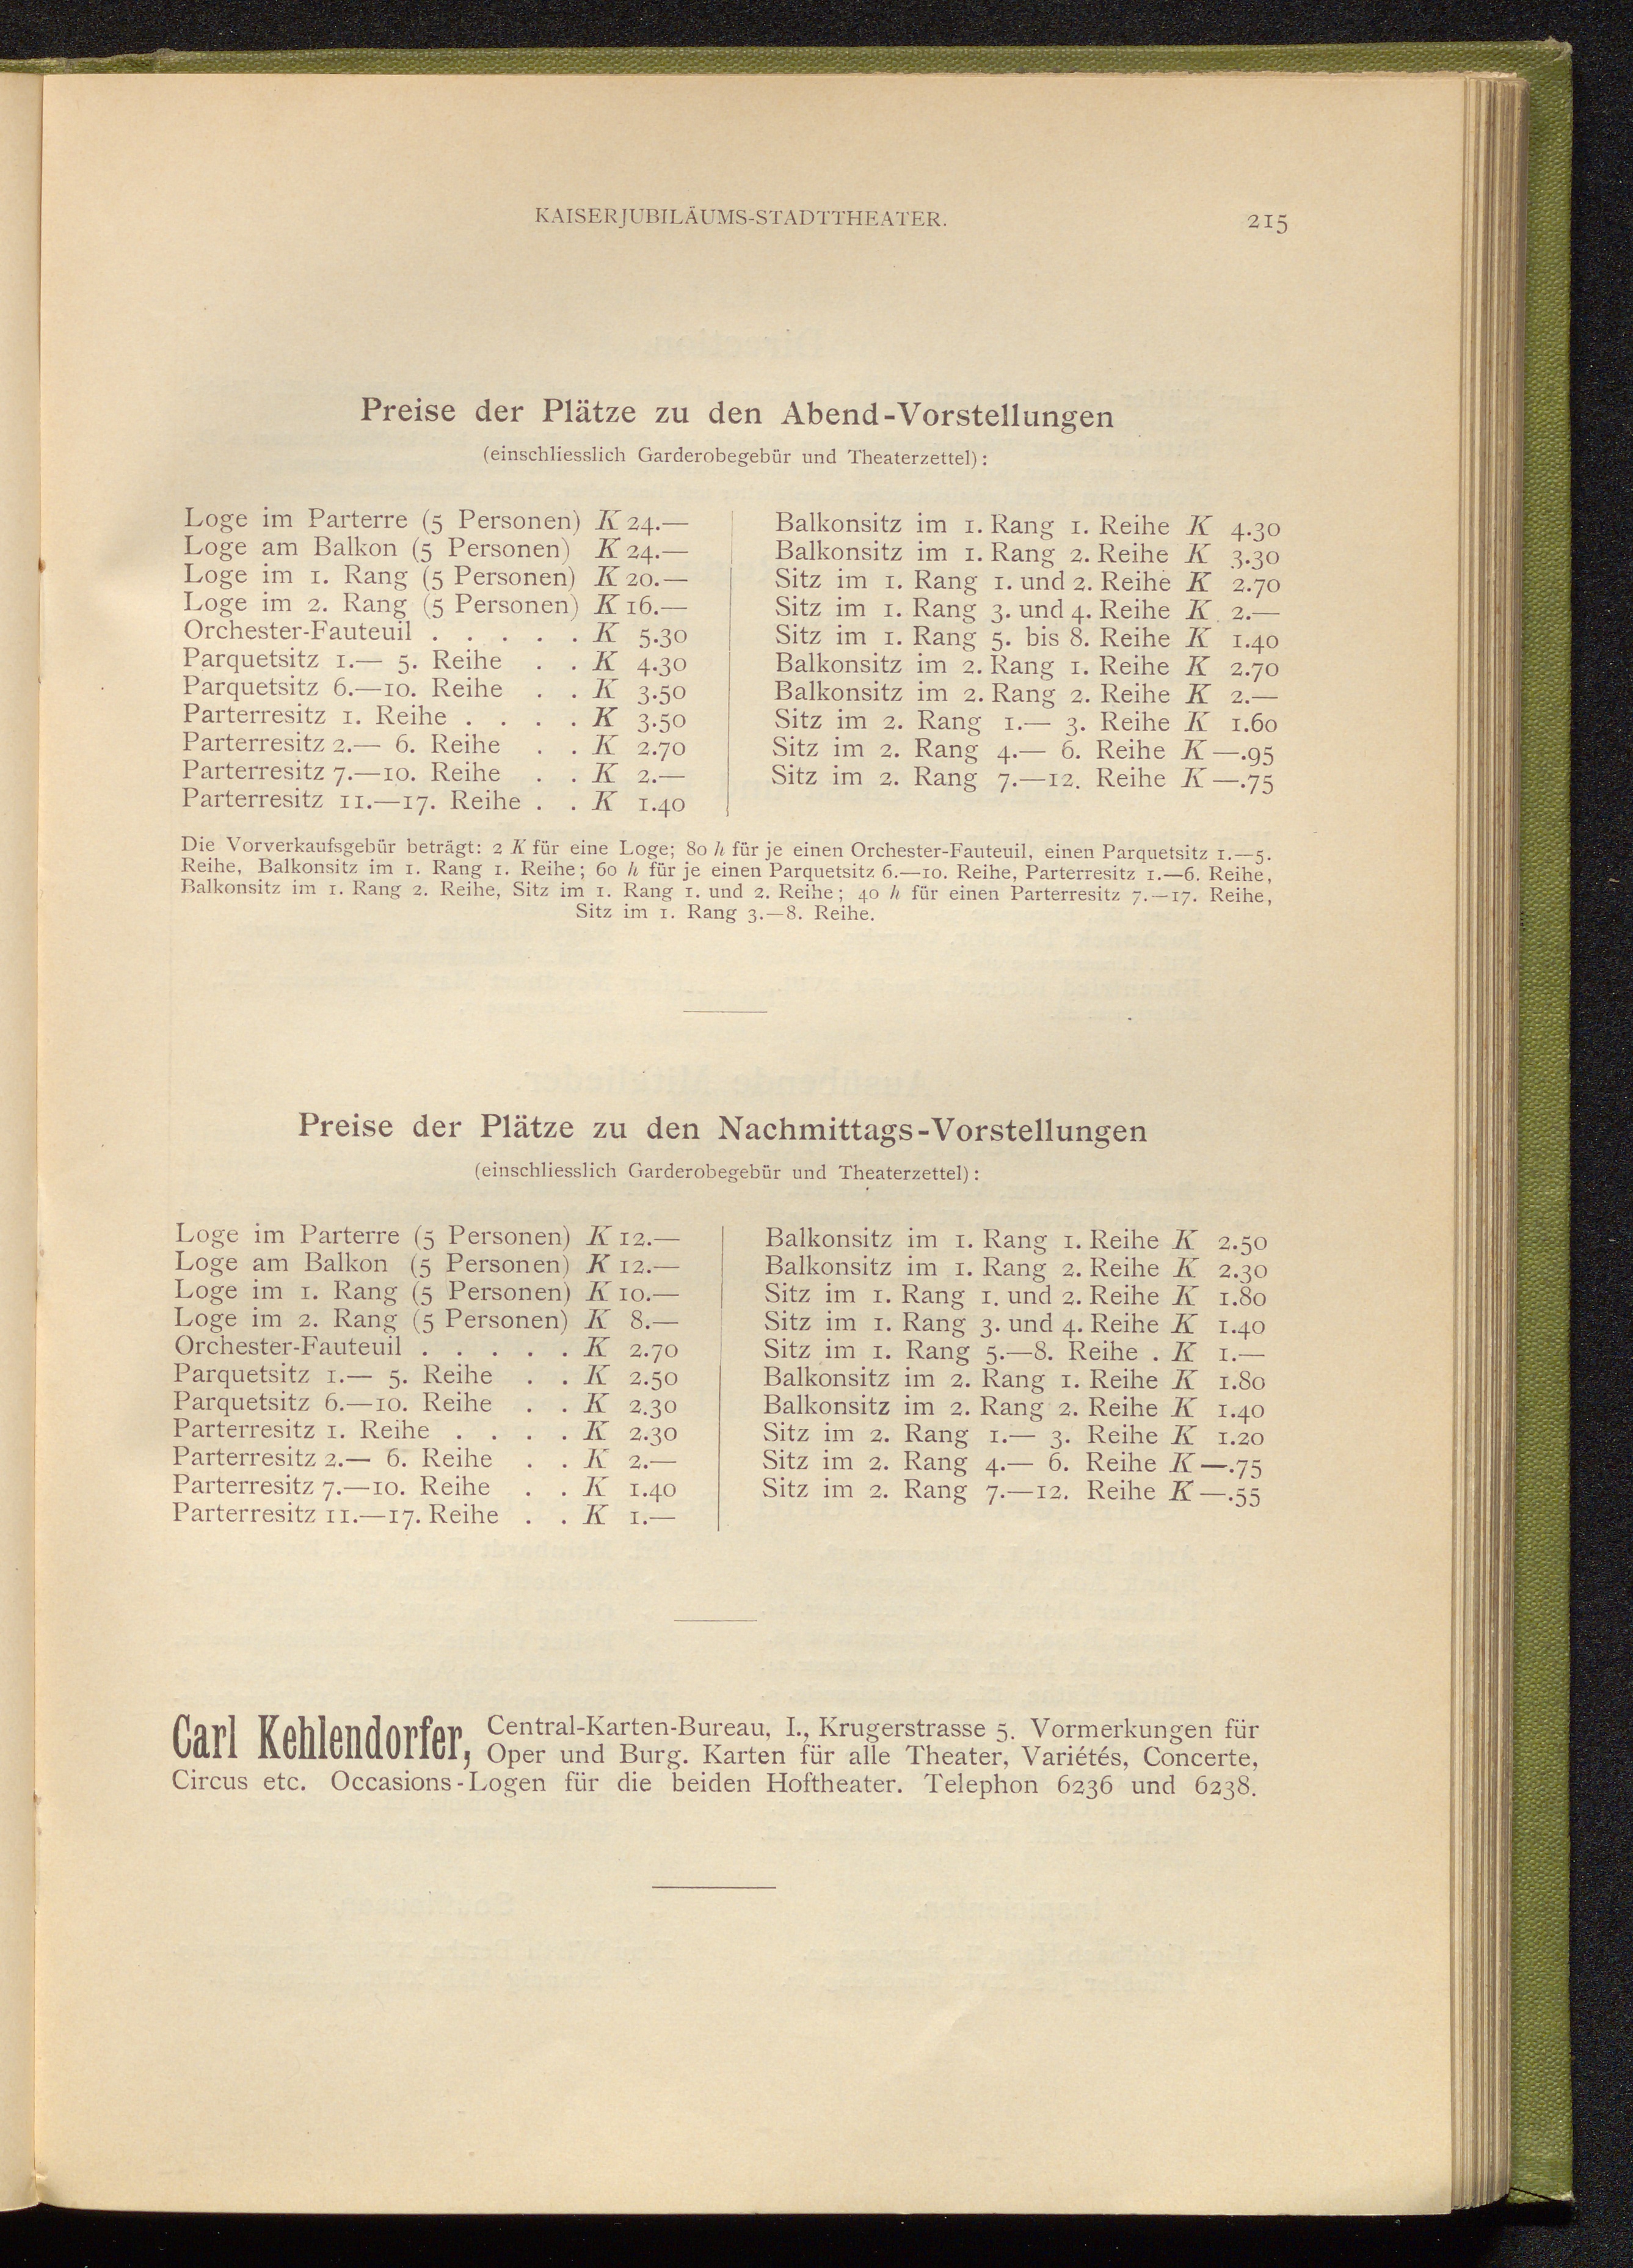 KAISERJUBILÄUMS-STADTTHEATER.
215
Preise der Plätze zu den Abend-Vorstellungen
(einschliesslich Garderobegebür und Theaterzettel):
Loge im Parterre (5 Personen) K 24.—
Loge am Balkon (5 Personen) K 24.—
Loge im 1. Rang (5 Personen) K 20.—
Loge im 2. Rang (5 Personen) K 16.—
Orchester-Fauteuil . . . . . K 5.30
Parquetsitz 1.— 5. Reihe . . K 4.30
Parquetsitz 6.—10. Reihe . . K 3.50
Parterresitz 1. Reihe . . . . K 3.50
Parterresitz 2.— 6. Reihe . . K 2.70
Parterresitz 7.—10. Reihe . . K 2.—
Parterresitz 11.—17. Reihe . . K 1.40
Balkonsitz im 1. Rang 1. Reihe K 4.30
Balkonsitz im 1. Rang 2. Reihe K 3.30
Sitz im 1. Rang 1. und 2. Reihe K 2.70
Sitz im 1. Rang 3. und 4. Reihe K 2.—
Sitz im 1. Rang 5. bis 8. Reihe K 1.40
Balkonsitz im 2. Rang 1. Reihe K 2.70
Balkonsitz im 2. Rang 2. Reihe K 2.—
Sitz im 2. Rang 1.— 3. Reihe K 1.60
Sitz im 2. Rang 4.— 6. Reihe K —.95
Sitz im 2. Rang 7.—12. Reihe K —.75
Die Vorverkaufsgebür beträgt: 2 K für eine Loge; 80 h für je einen Orchester-Fauteuil, einen Parquetsitz 1.—5.
Reihe, Balkonsitz im 1. Rang 1. Reihe; 60 h für je einen Parquetsitz 6.—10. Reihe, Parterresitz 1.—6. Reihe,
Balkonsitz im 1. Rang 2. Reihe, Sitz im 1. Rang 1. und 2. Reihe; 40 h für einen Parterresitz 7.—17. Reihe,
Sitz im 1. Rang 3.—8. Reihe.
Preise der Plätze zu den Nachmittags-Vorstellungen
(einschliesslich Garderobegebür und Theaterzettel):
Loge im Parterre (5 Personen) K 12.—
Loge am Balkon (5 Personen) K 12.—
Loge im 1. Rang (5 Personen) K 10.—
Loge im 2. Rang (5 Personen) K 8.—
Orchester-Fauteuil . . . . . K 2.70
Parquetsitz 1.— 5. Reihe . . K 2.50
Parquetsitz 6.—10. Reihe . . K 2.30
Parterresitz 1. Reihe . . . . K 2.30
Parterresitz 2.— 6. Reihe . . K 2.—
Parterresitz 7.—10. Reihe . . K 1.40
Parterresitz 11.—17. Reihe . . K 1.—
Balkonsitz im 1. Rang 1. Reihe K 2.50
Balkonsitz im 1. Rang 2. Reihe K 2.30
Sitz im 1. Rang 1. und 2. Reihe K 1.80
Sitz im 1. Rang 3. und 4. Reihe K 1.40
Sitz im 1. Rang 5.—8. Reihe . K 1.—
Balkonsitz im 2. Rang 1. Reihe K 1.80
Balkonsitz im 2. Rang 2. Reihe K 1.40
Sitz im 2. Rang 1.— 3. Reihe K 1.20
Sitz im 2. Rang 4.— 6. Reihe K —.75
Sitz im 2. Rang 7.—12. Reihe K —.55
Carl Kehlendorfer, Central-Karten-Bureau, I., Krugerstrasse 5. Vormerkungen für
Oper und Burg. Karten für alle Theater, Variétés, Concerte,
Circus etc. Occasions-Logen für die beiden Hoftheater. Telephon 6236 und 6238.